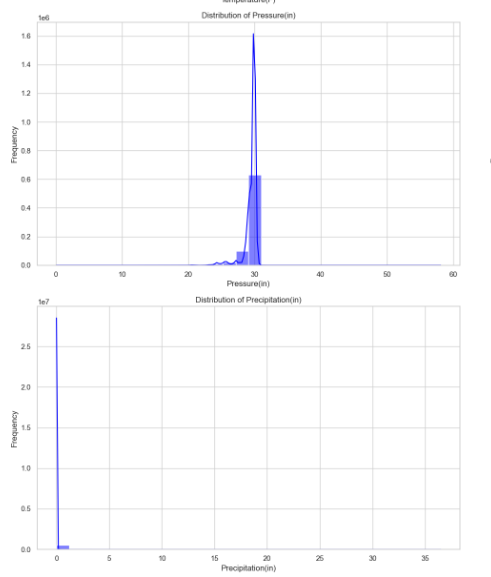 Temperature(F)
Distribution of Pressure(in)
1e6
1.6
1.4
1.2
1.0
0.8
0.6
0.4
0.2
0.0
Frequency
0 10 20 30 40 50 60
Pressure(in)
Distribution of Precipitation(in)
1e7
2.5
2.0
1.5
1.0
0.5
0.0
Frequency
0 5 10 15 20 25 30 35
Precipitation(in)